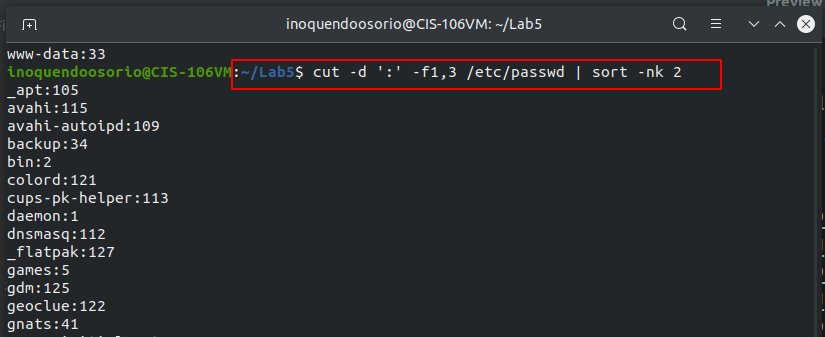 Preview
inoquendoosorio@CIS-106VM: ~/Lab5
www-data:33
inoquendoosorio@CIS-106VM:~/Lab5$ cut -d ':' -f1,3 /etc/passwd | sort -nk 2
_apt:105
avahi:115
avahi-autoipd:109
backup:34
bin:2
colord:121
cups-pk-helper:113
daemon:1
dnsmasq:112
_flatpak:127
games:5
gdm:125
geoclue:122
gnats:41